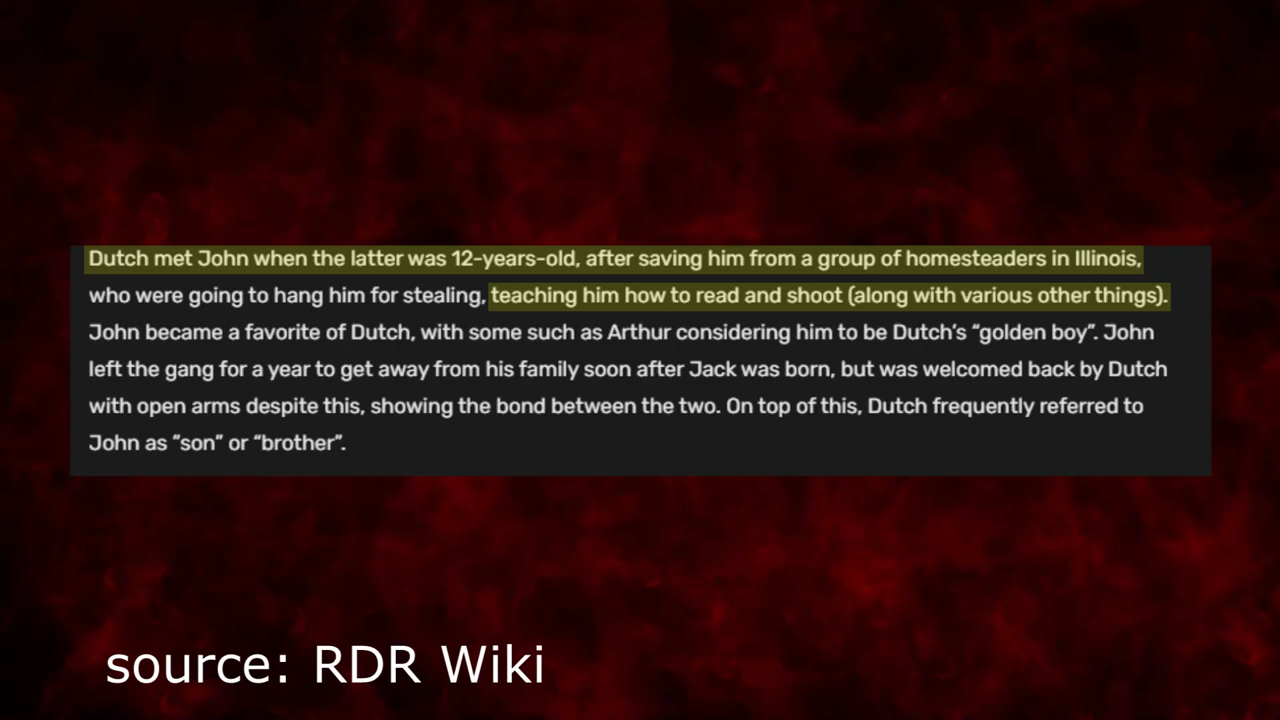 Dutch met John when the latter was 12-years-old, after saving him from a group of homesteaders in Illinois,
who were going to hang him for stealing, teaching him how to read and shoot (along with various other things).
John became a favorite of Dutch, with some such as Arthur considering him to be Dutch’s “golden boy”. John
left the gang for a year to get away from his family soon after Jack was born, but was welcomed back by Dutch
with open arms despite this, showing the bond between the two. On top of this, Dutch frequently referred to
John as “son” or “brother”.
source: RDR Wiki